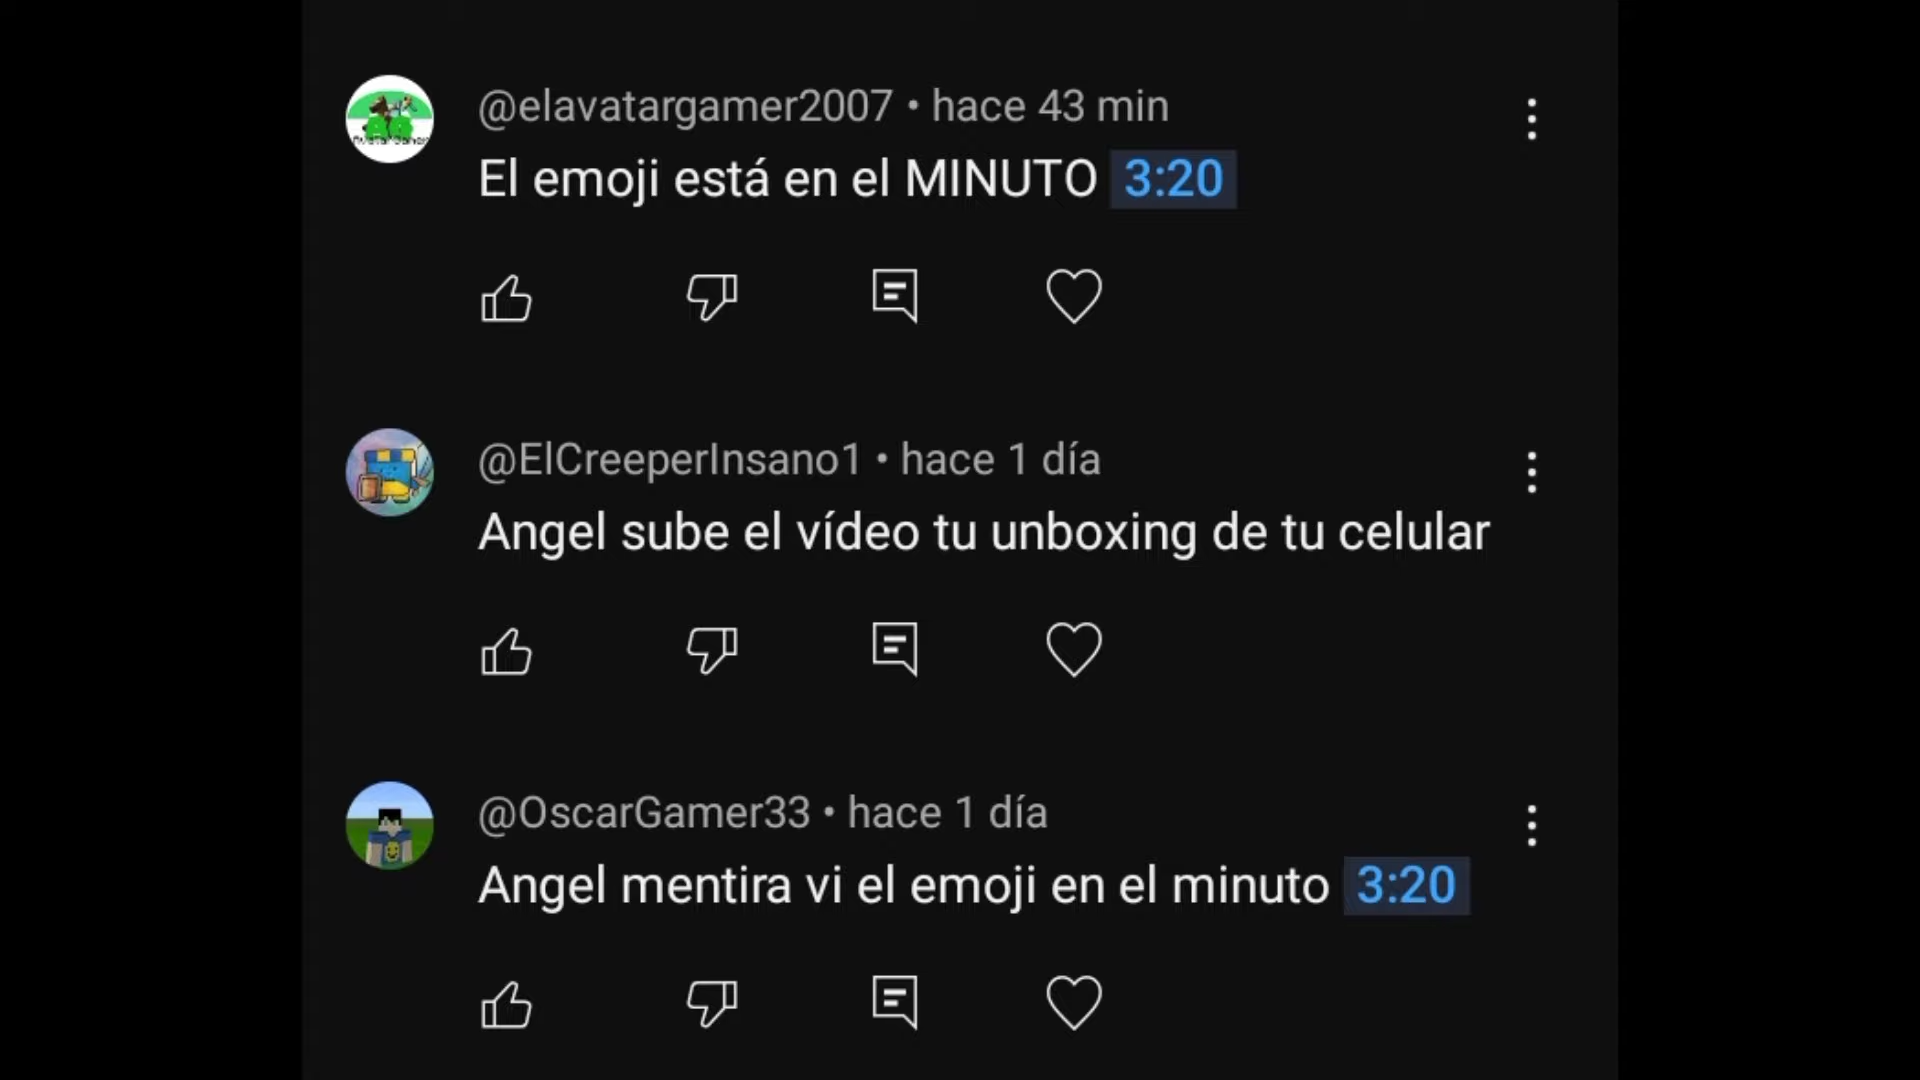 @elavatargamer2007 • hace 43 min
El emoji está en el MINUTO 3:20
@ElCreeperInsano1 • hace 1 día
Angel sube el vídeo tu unboxing de tu celular
@OscarGamer33 • hace 1 día
Angel mentira vi el emoji en el minuto 3:20